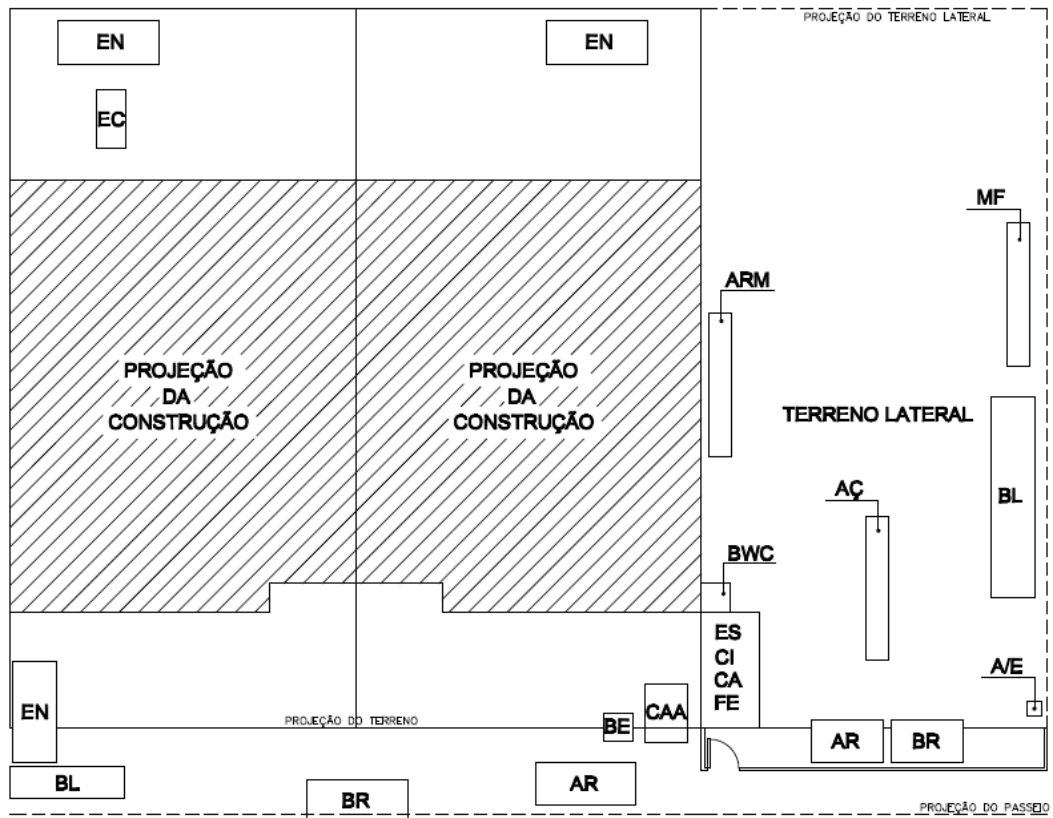 PROJEÇÃO DO TERRENO LATERAL
EN
EN
EC
MF
ARM
PROJEÇÃO
DA
CONSTRUÇÃO
PROJEÇÃO
DA
CONSTRUÇÃO
TERRENO LATERAL
AÇ
BL
BWC
ES
CI
CA
FE
A/E
EN
PROJEÇÃO DO TERRENO
BE
CAA
AR
BR
BL
BR
AR
PROJEÇÃO DO PASSEIO